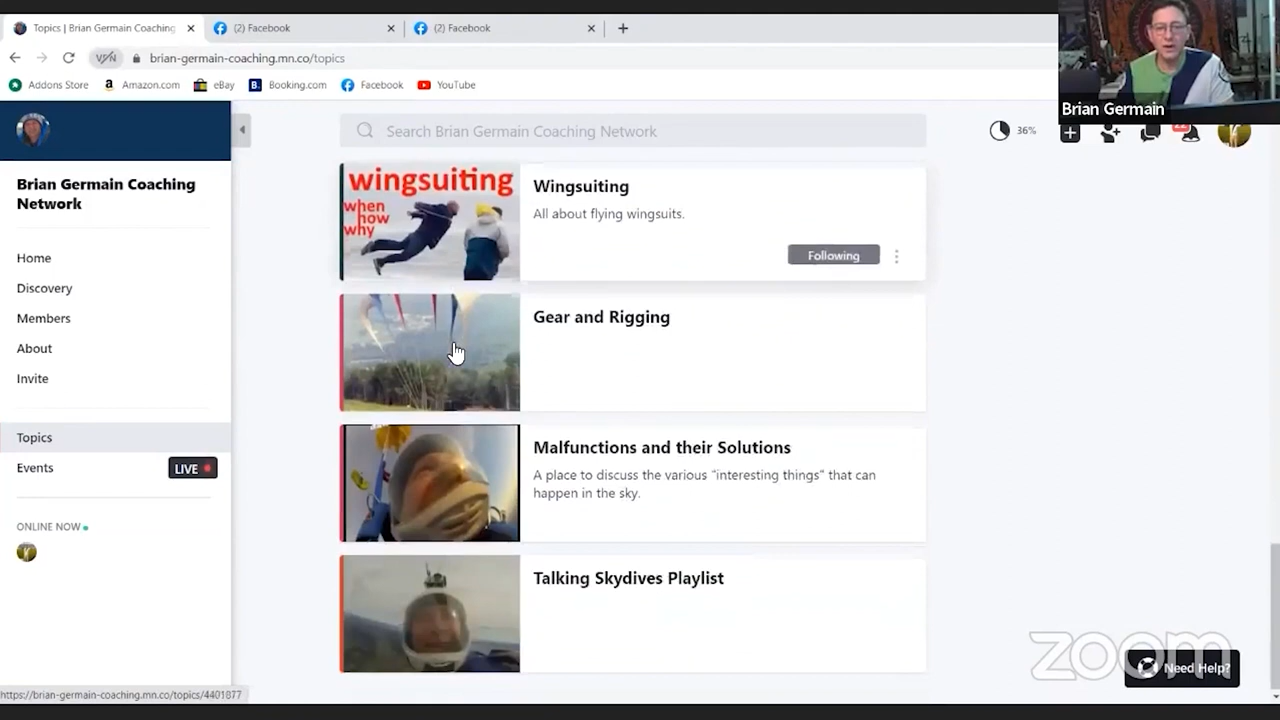 Topics | Brian Germain Coaching
(2) Facebook
(2) Facebook
VPN
brian-germain-coaching.mn.co/topics
Addons Store
Amazon.com
eBay
Booking.com
Facebook
YouTube
Brian Germain
Search Brian Germain Coaching Network
36%
22
Brian Germain Coaching
Network
Home
Discovery
Members
About
Invite
Topics
Events
LIVE
ONLINE NOW
wingsuiting
when
how
why
Wingsuiting
All about flying wingsuits.
Following
Gear and Rigging
Malfunctions and their Solutions
A place to discuss the various "interesting things" that can
happen in the sky.
Talking Skydives Playlist
zoom
Need Help?
https://brian-germain-coaching.mn.co/topics/4401877